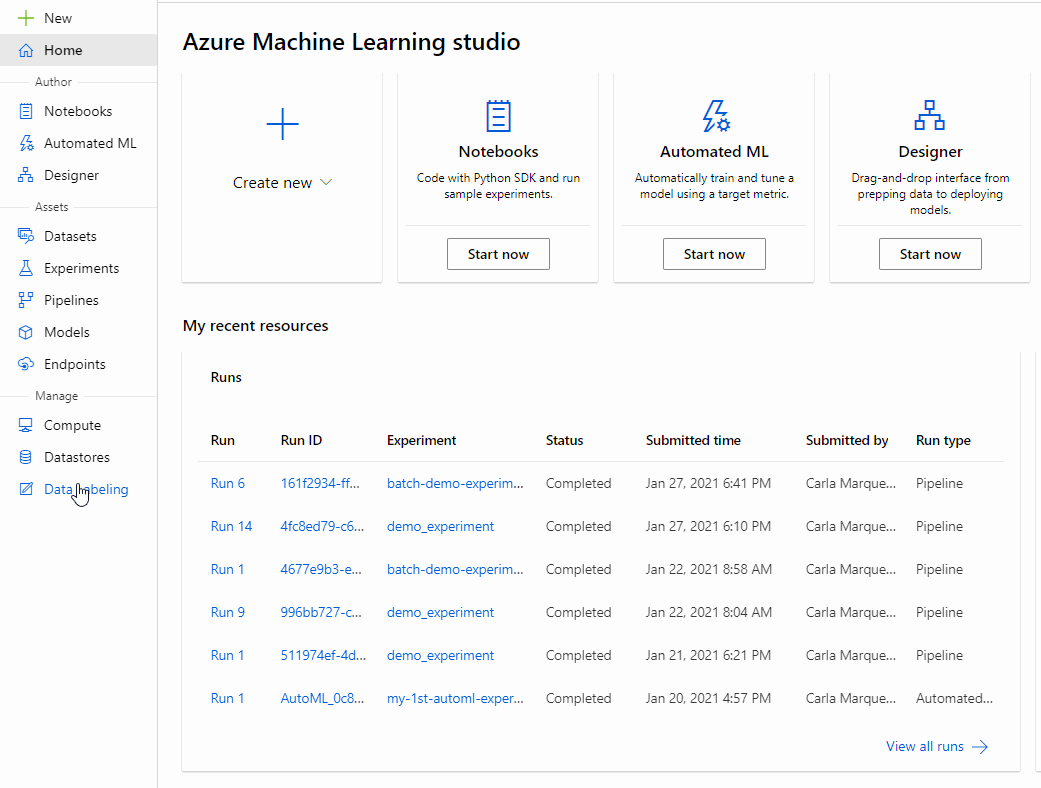 New
Home
Author
Notebooks
Automated ML
Designer
Assets
Datasets
Experiments
Pipelines
Models
Endpoints
Manage
Compute
Datastores
Data Labeling
Azure Machine Learning studio
Create new
Notebooks
Code with Python SDK and run
sample experiments.
Start now
Automated ML
Automatically train and tune a
model using a target metric.
Start now
Designer
Drag-and-drop interface from
prepping data to deploying
models.
Start now
My recent resources
Runs
Run Run ID Experiment Status Submitted time Submitted by Run type
Run 6 161f2934-ff... batch-demo-experim... Completed Jan 27, 2021 6:41 PM Carla Marque... Pipeline
Run 14 4fc8ed79-c6... demo_experiment Completed Jan 27, 2021 6:10 PM Carla Marque... Pipeline
Run 1 4677e9b3-e... batch-demo-experim... Completed Jan 22, 2021 8:58 AM Carla Marque... Pipeline
Run 9 996bb727-c... demo_experiment Completed Jan 22, 2021 8:04 AM Carla Marque... Pipeline
Run 1 511974ef-4d... demo_experiment Completed Jan 21, 2021 6:21 PM Carla Marque... Pipeline
Run 1 AutoML_0c8... my-1st-automl-exper... Completed Jan 20, 2021 4:57 PM Carla Marque... Automated...
View all runs